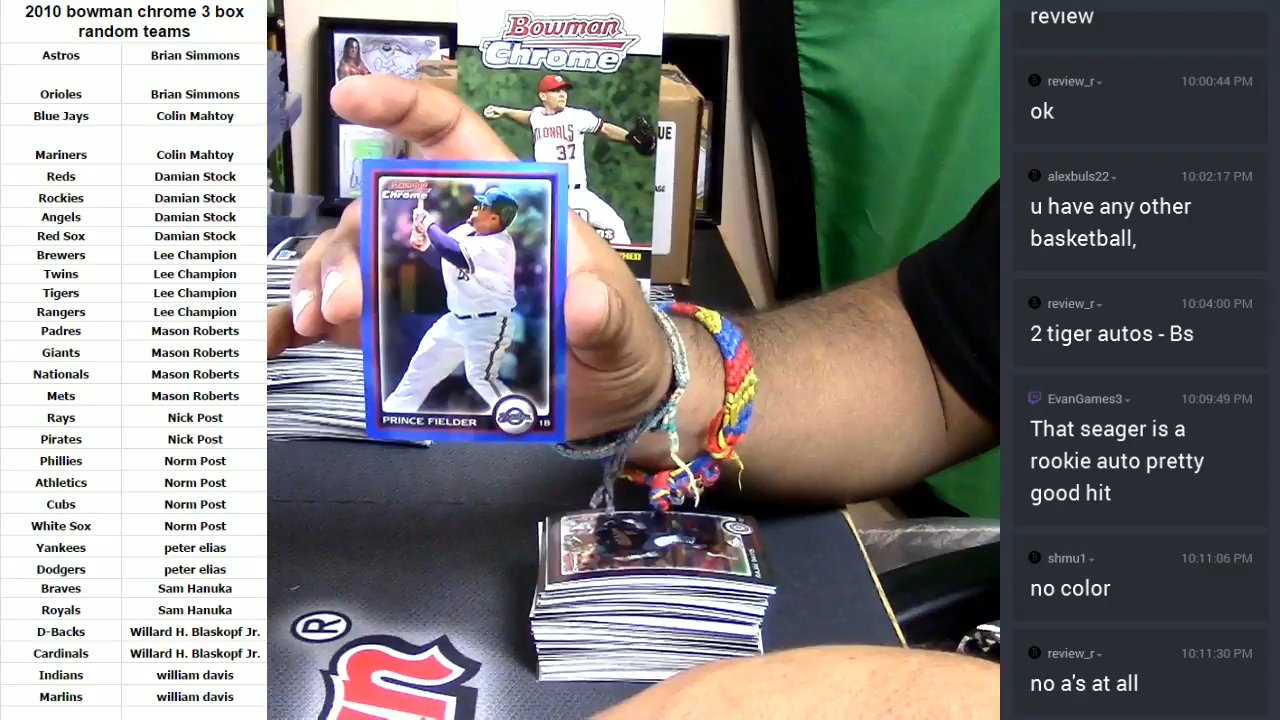 2010 bowman chrome 3 box
random teams
Astros Brian Simmons
Orioles Brian Simmons
Blue Jays Colin Mahtoy
Mariners Colin Mahtoy
Reds Damian Stock
Rockies Damian Stock
Angels Damian Stock
Red Sox Damian Stock
Brewers Lee Champion
Twins Lee Champion
Tigers Lee Champion
Rangers Lee Champion
Padres Mason Roberts
Giants Mason Roberts
Nationals Mason Roberts
Mets Mason Roberts
Rays Nick Post
Pirates Nick Post
Phillies Norm Post
Athletics Norm Post
Cubs Norm Post
White Sox Norm Post
Yankees peter elias
Dodgers peter elias
Braves Sam Hanuka
Royals Sam Hanuka
D-Backs Willard H. Blaskopf Jr.
Cardinals Willard H. Blaskopf Jr.
Indians william davis
Marlins william davis
Bowman
Chrome
37
Bowman
Chrome
PRINCE FIELDER 1B
®
review
review_r 10:00:44 PM
ok
alexbuls22 10:02:17 PM
u have any other
basketball,
review_r 10:04:00 PM
2 tiger autos - Bs
EvanGames3 10:09:49 PM
That seager is a
rookie auto pretty
good hit
shmu1 10:11:06 PM
no color
review_r 10:11:30 PM
no a's at all